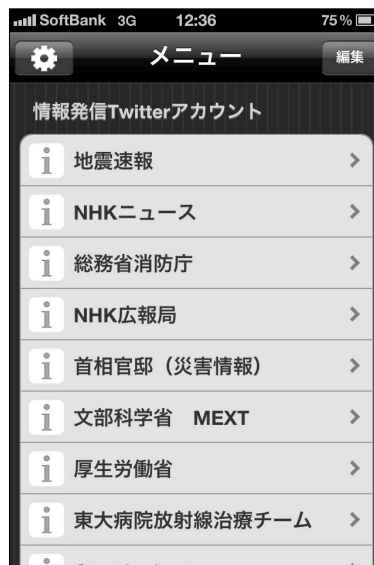 SoftBank 3G 12:36 75%
メニュー 編集
情報発信Twitterアカウント
地震速報
NHKニュース
総務省消防庁
NHK広報局
首相官邸（災害情報）
文部科学省　MEXT
厚生労働省
東大病院放射線治療チーム